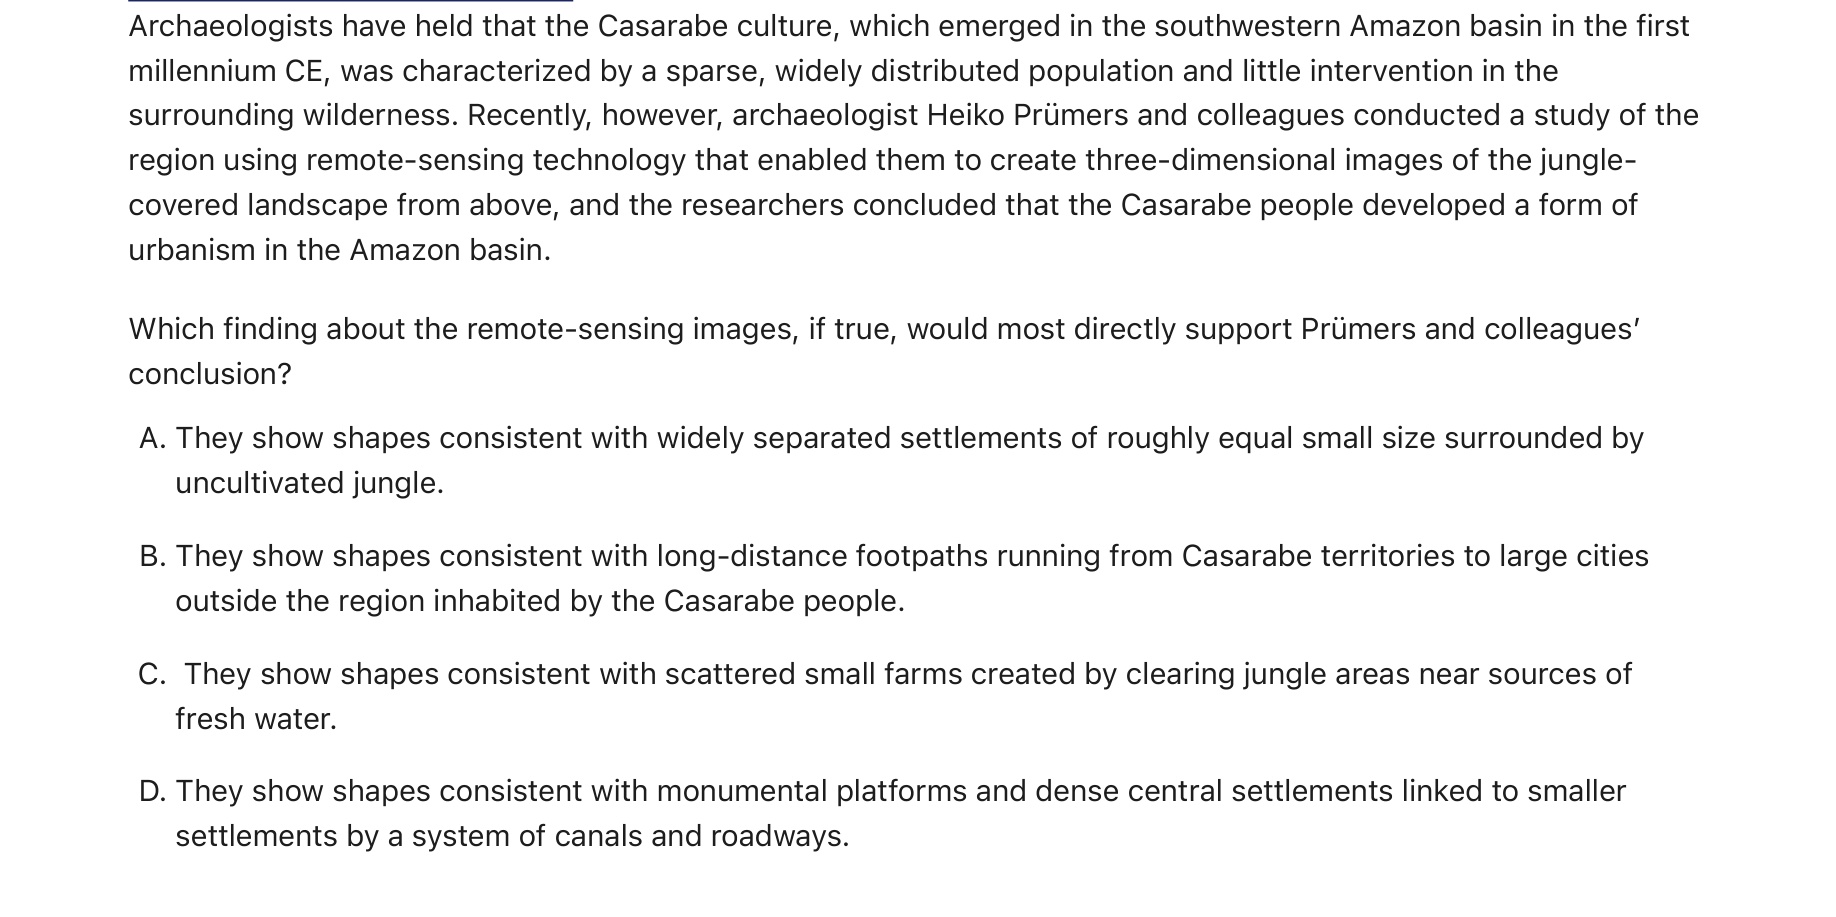 Archaeologists have held that the Casarabe culture, which emerged in the southwestern Amazon basin in the first
millennium CE, was characterized by a sparse, widely distributed population and little intervention in the
surrounding wilderness. Recently, however, archaeologist Heiko Prümers and colleagues conducted a study of the
region using remote-sensing technology that enabled them to create three-dimensional images of the jungle-
covered landscape from above, and the researchers concluded that the Casarabe people developed a form of
urbanism in the Amazon basin.
Which finding about the remote-sensing images, if true, would most directly support Prümers and colleagues’
conclusion?
A. They show shapes consistent with widely separated settlements of roughly equal small size surrounded by
uncultivated jungle.
B. They show shapes consistent with long-distance footpaths running from Casarabe territories to large cities
outside the region inhabited by the Casarabe people.
C. They show shapes consistent with scattered small farms created by clearing jungle areas near sources of
fresh water.
D. They show shapes consistent with monumental platforms and dense central settlements linked to smaller
settlements by a system of canals and roadways.